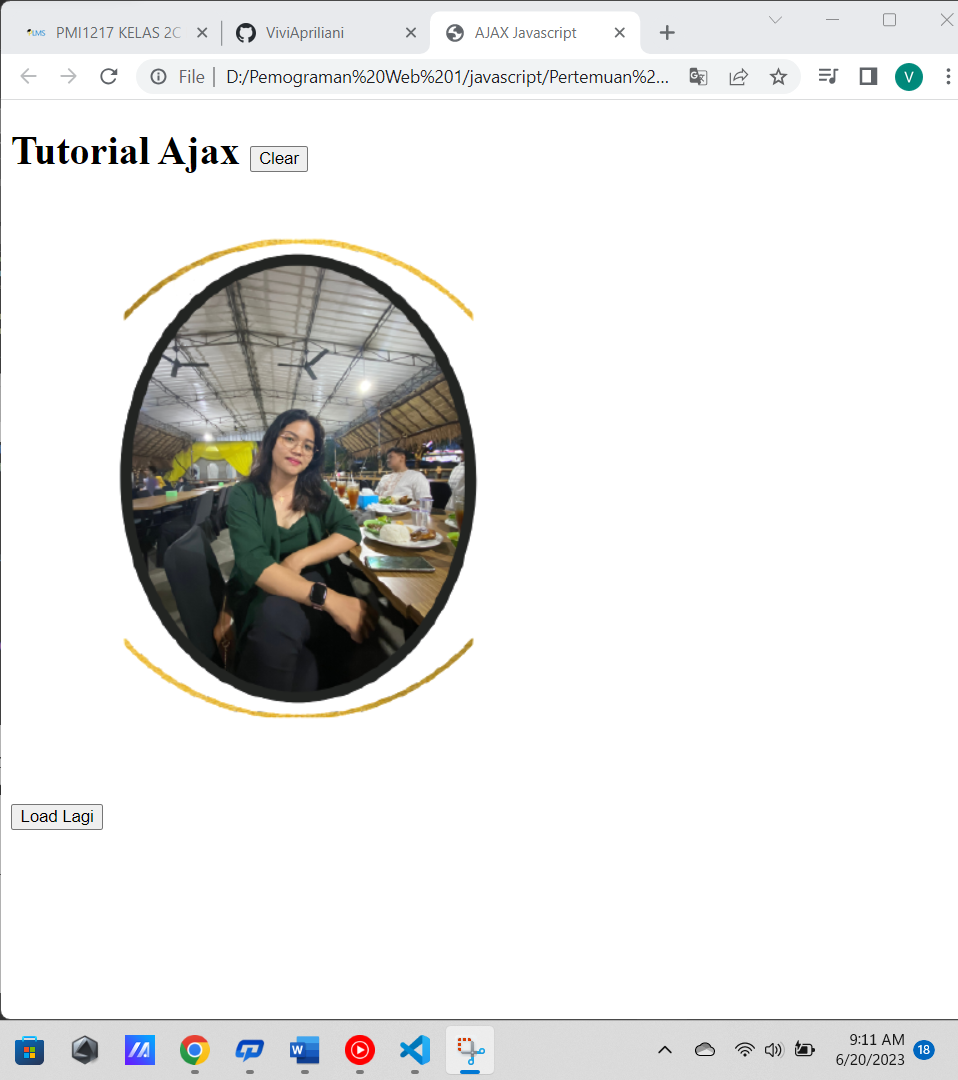 LMS PMI1217 KELAS 2C ViviApriliani AJAX Javascript
File D:/Pemograman%20Web%201/javascript/Pertemuan%2... V
Tutorial Ajax Clear
Load Lagi
9:11 AM
6/20/2023 18